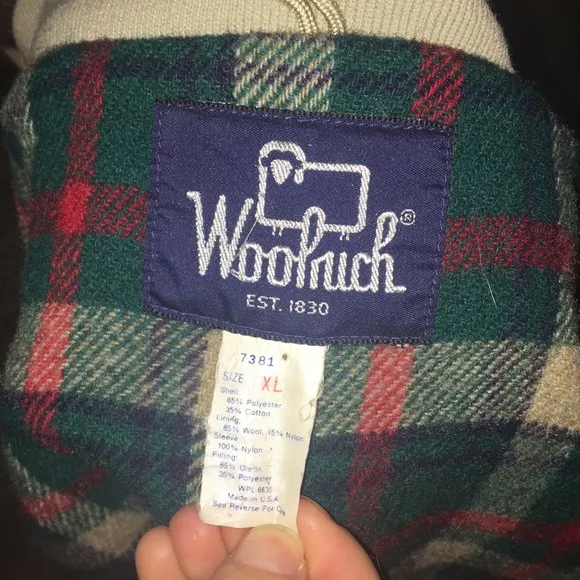 Woolrich®
EST. 1830
7381
SIZE XL
Shell:
65% Polyester
35% Cotton
Lining:
85% Wool, 15% Nylon
Sleeve:
100% Nylon
Filling:
65% Olefin
35% Polyester
WPL 6635
Made in U.S.A.
See Reverse For